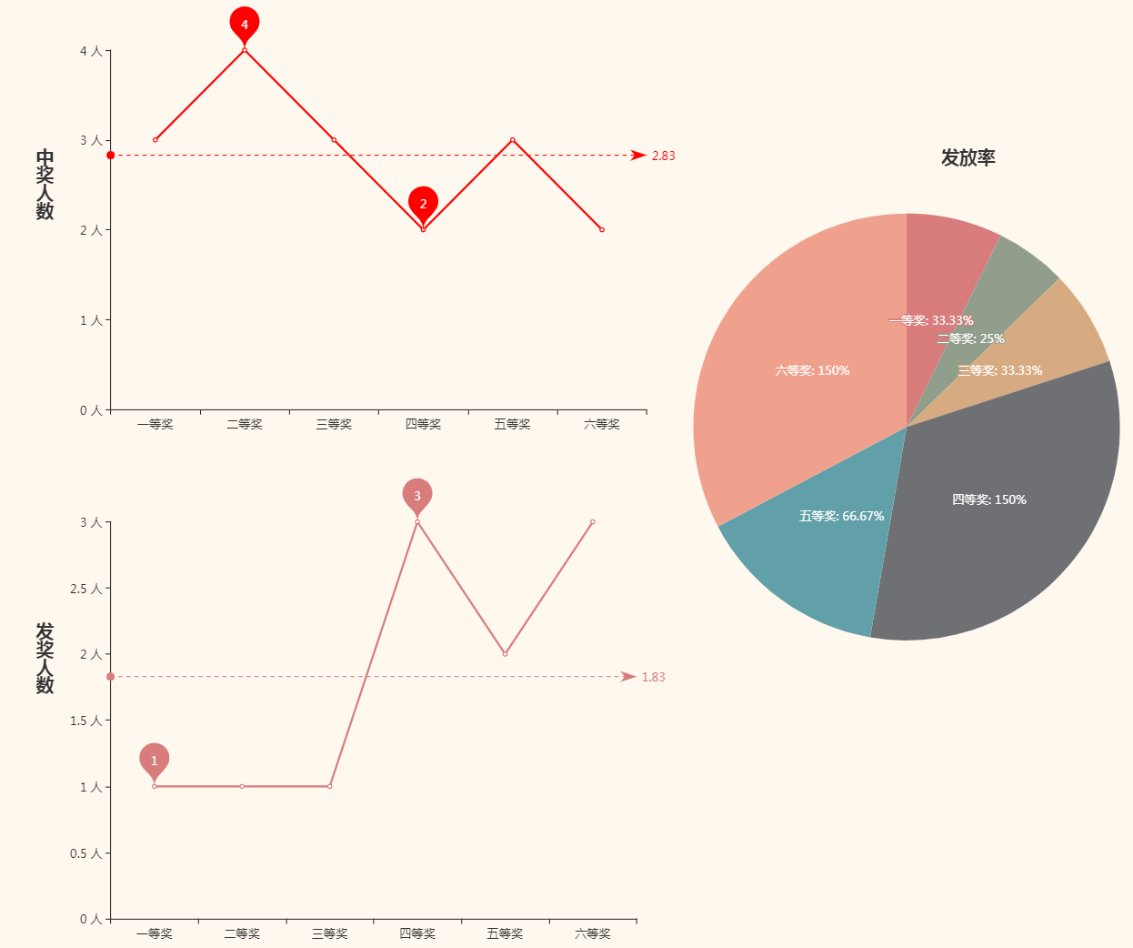 中奖人数
4 人
3 人
2 人
1 人
0 人
4
2
2.83
一等奖 二等奖 三等奖 四等奖 五等奖 六等奖
发奖人数
3 人
2.5 人
2 人
1.5 人
1 人
0.5 人
0 人
3
1
1.83
一等奖 二等奖 三等奖 四等奖 五等奖 六等奖
发放率
一等奖: 33.33%
二等奖: 25%
三等奖: 33.33%
六等奖: 150%
四等奖: 150%
五等奖: 66.67%